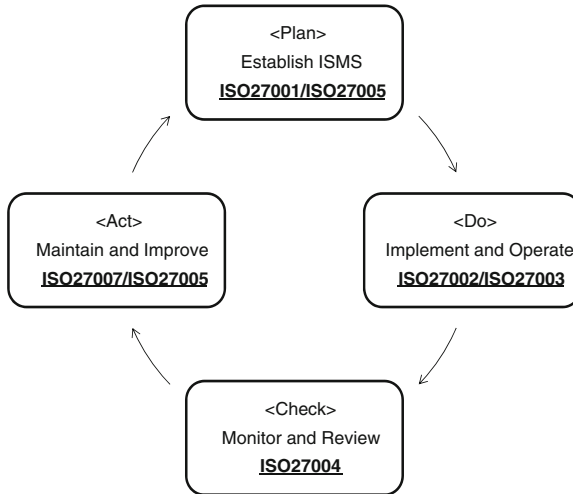 <Plan>
Establish ISMS
ISO27001/ISO27005
<Act>
Maintain and Improve
ISO27007/ISO27005
<Do>
Implement and Operate
ISO27002/ISO27003
<Check>
Monitor and Review
ISO27004